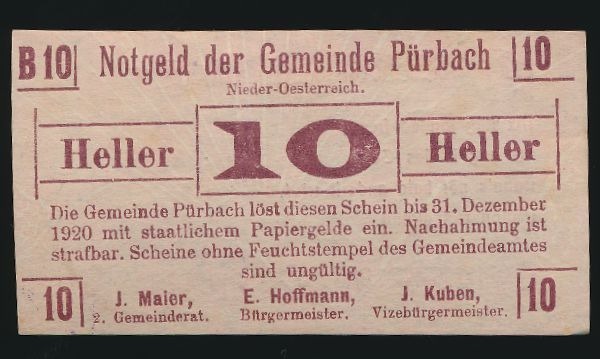 B 10 Notgeld der Gemeinde Pürbach 10
Nieder-Oesterreich.
Heller 10 Heller
Die Gemeinde Pürbach löst diesen Schein bis 31. Dezember
1920 mit staatlichem Papiergelde ein. Nachahmung ist
strafbar. Scheine ohne Feuchtstempel des Gemeindeamtes
sind ungültig.
10 J. Maier, E. Hoffmann, J. Kuben, 10
2. Gemeinderat. Bürgermeister. Vizebürgermeister.